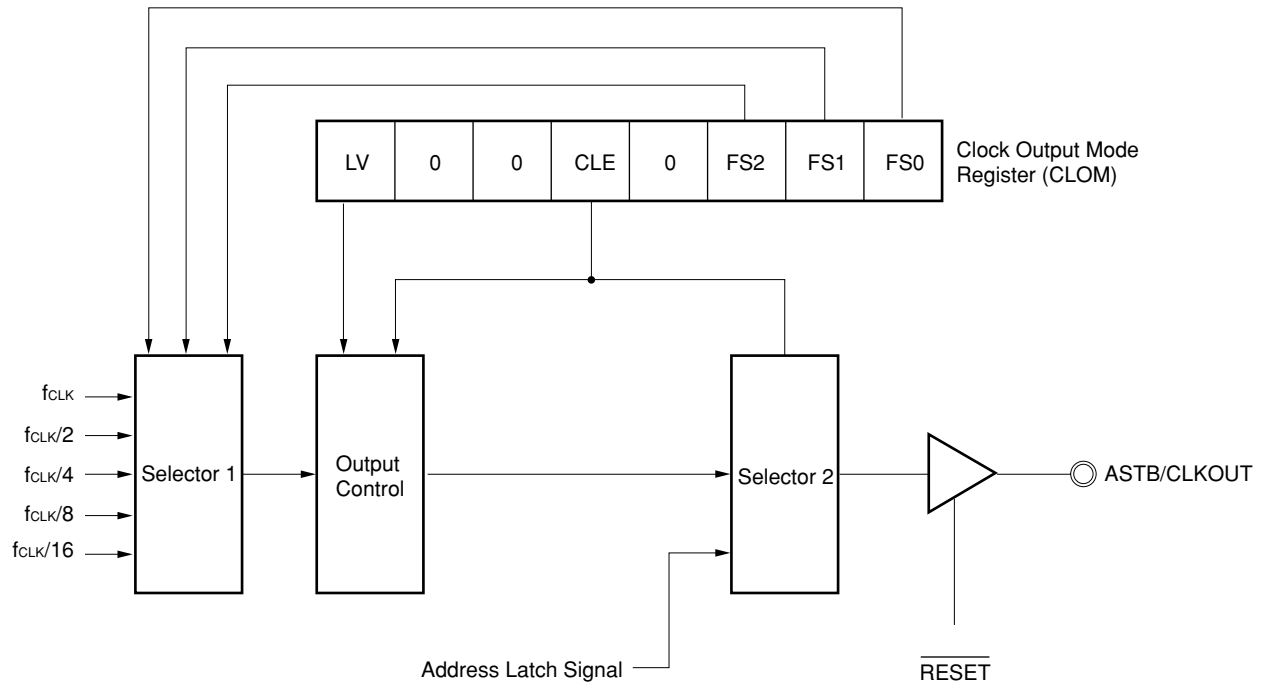 LV 0 0 CLE 0 FS2 FS1 FS0
Clock Output Mode
Register (CLOM)
fCLK
fCLK/2
fCLK/4
fCLK/8
fCLK/16
Selector 1
Output
Control
Selector 2
ASTB/CLKOUT
Address Latch Signal
RESET